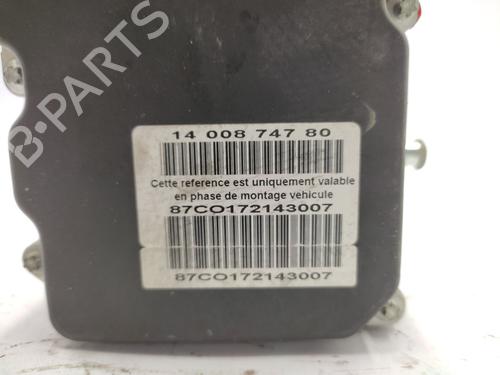 14 008 747 80
Cette reference est uniquement valable
en phase de montage vehicule
87CO172143007
87CO172143007
B-PARTS